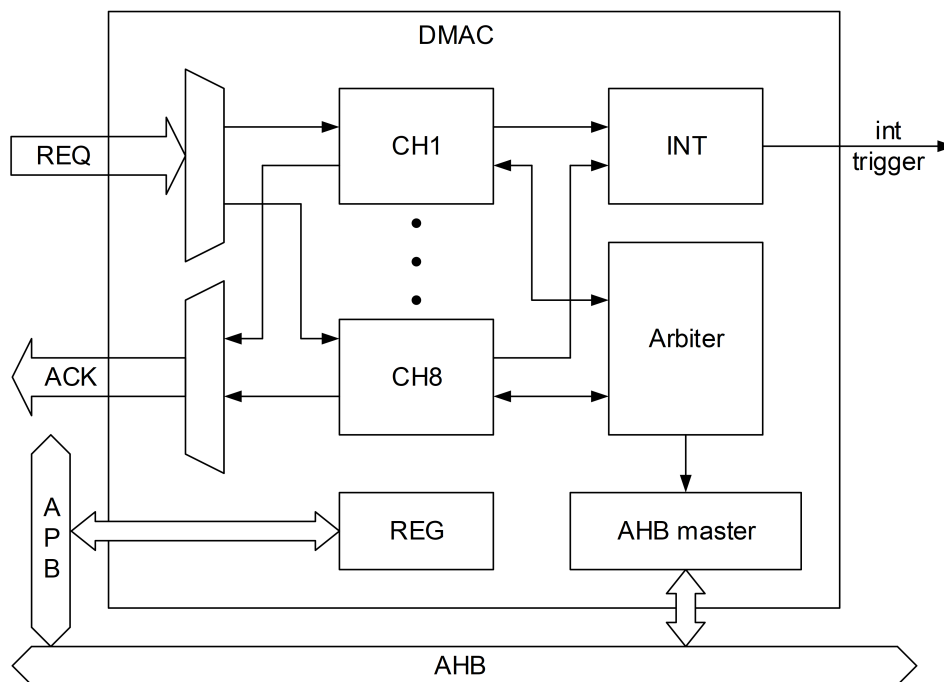 DMAC
REQ
CH1
INT
int
trigger
Arbiter
ACK
CH8
A
P
B
REG
AHB master
AHB